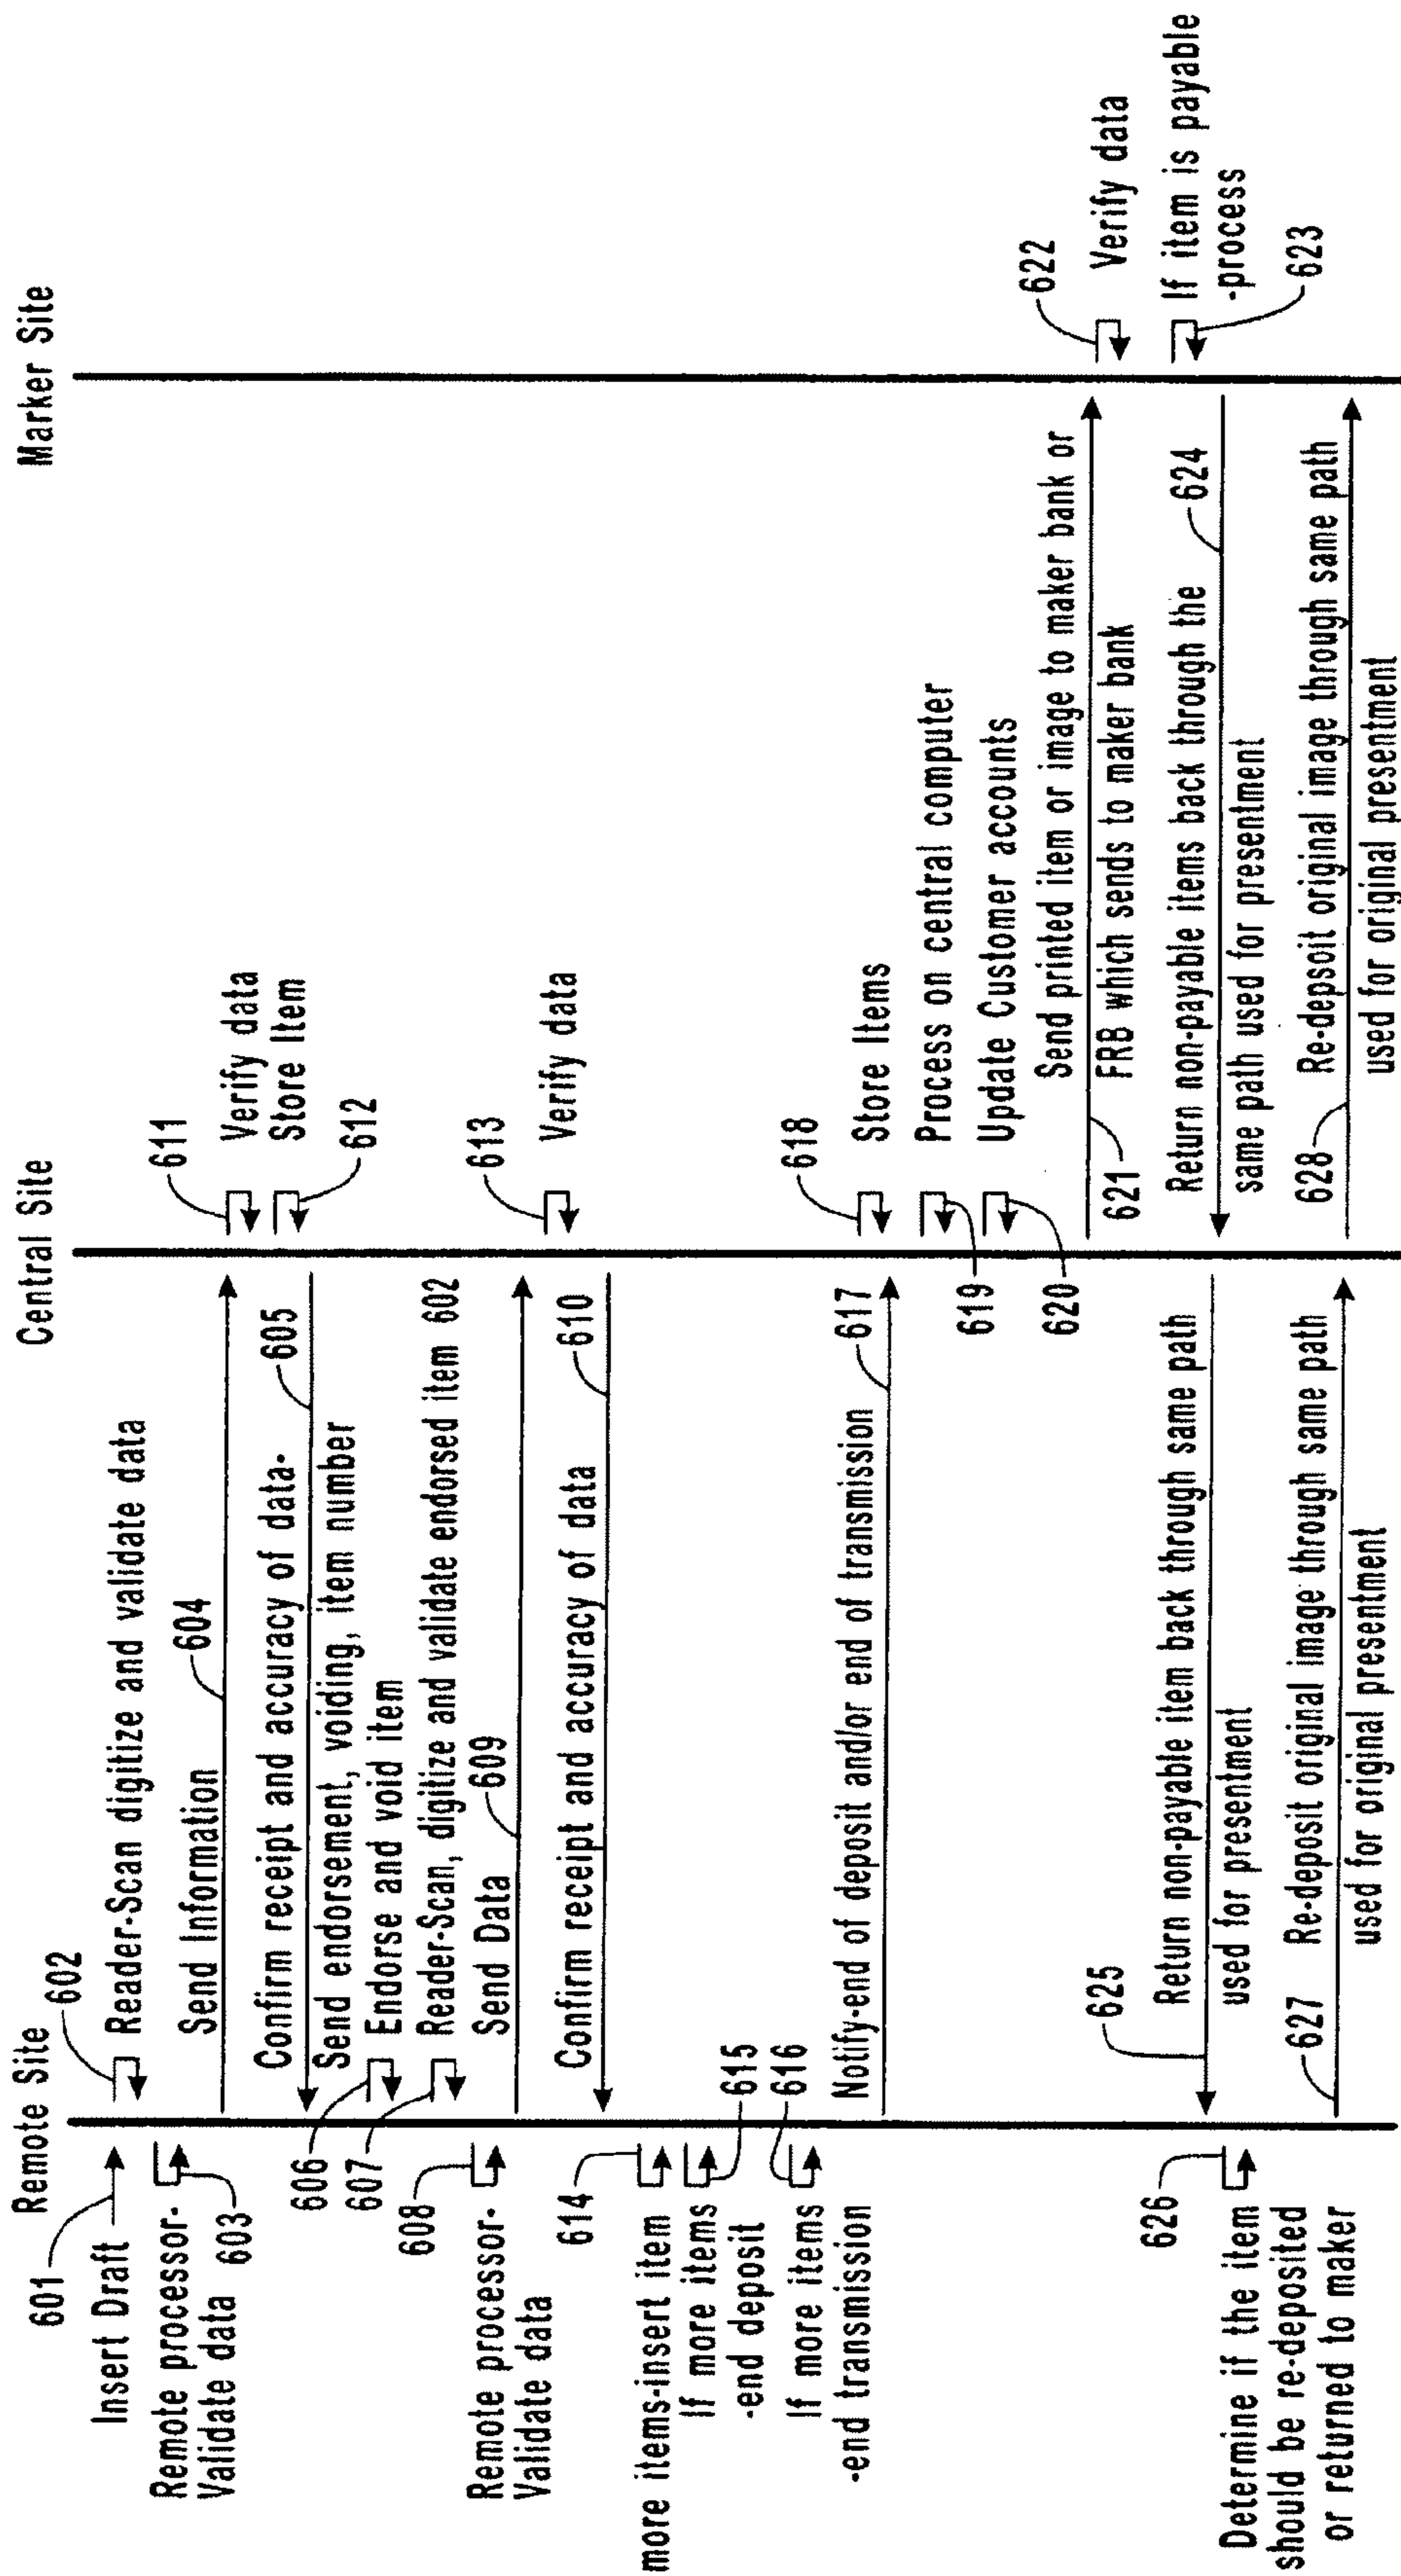 Remote Site
Central Site
Marker Site
601
Insert Draft
602
Reader-Scan digitize and validate data
Remote processor-
Validate data 603
Send Information
604
611
Verify data
Store Item
612
Confirm receipt and accuracy of data-
605
Send endorsement, voiding, item number
606
Endorse and void item
607
Reader-Scan, digitize and validate endorsed item 602
608
Remote processor-
Validate data
Send Data
609
613
Verify data
Confirm receipt and accuracy of data
610
614
more items-insert item
If more items
-end deposit
615
If more items
-end transmission
616
Notify-end of deposit and/or end of transmission
617
618
Store Items
Process on central computer
619
Update Customer accounts
620
Send printed item or image to maker bank or
FRB which sends to maker bank
621
622
Verify data
If item is payable
-process
623
Return non-payable items back through the
same path used for presentment
624
625
Return non-payable item back through same path
used for presentment
626
Determine if the item
should be re-deposited
or returned to maker
627
Re-deposit original image through same path
used for original presentment
628
Re-depsoit original image through same path
used for original presentment